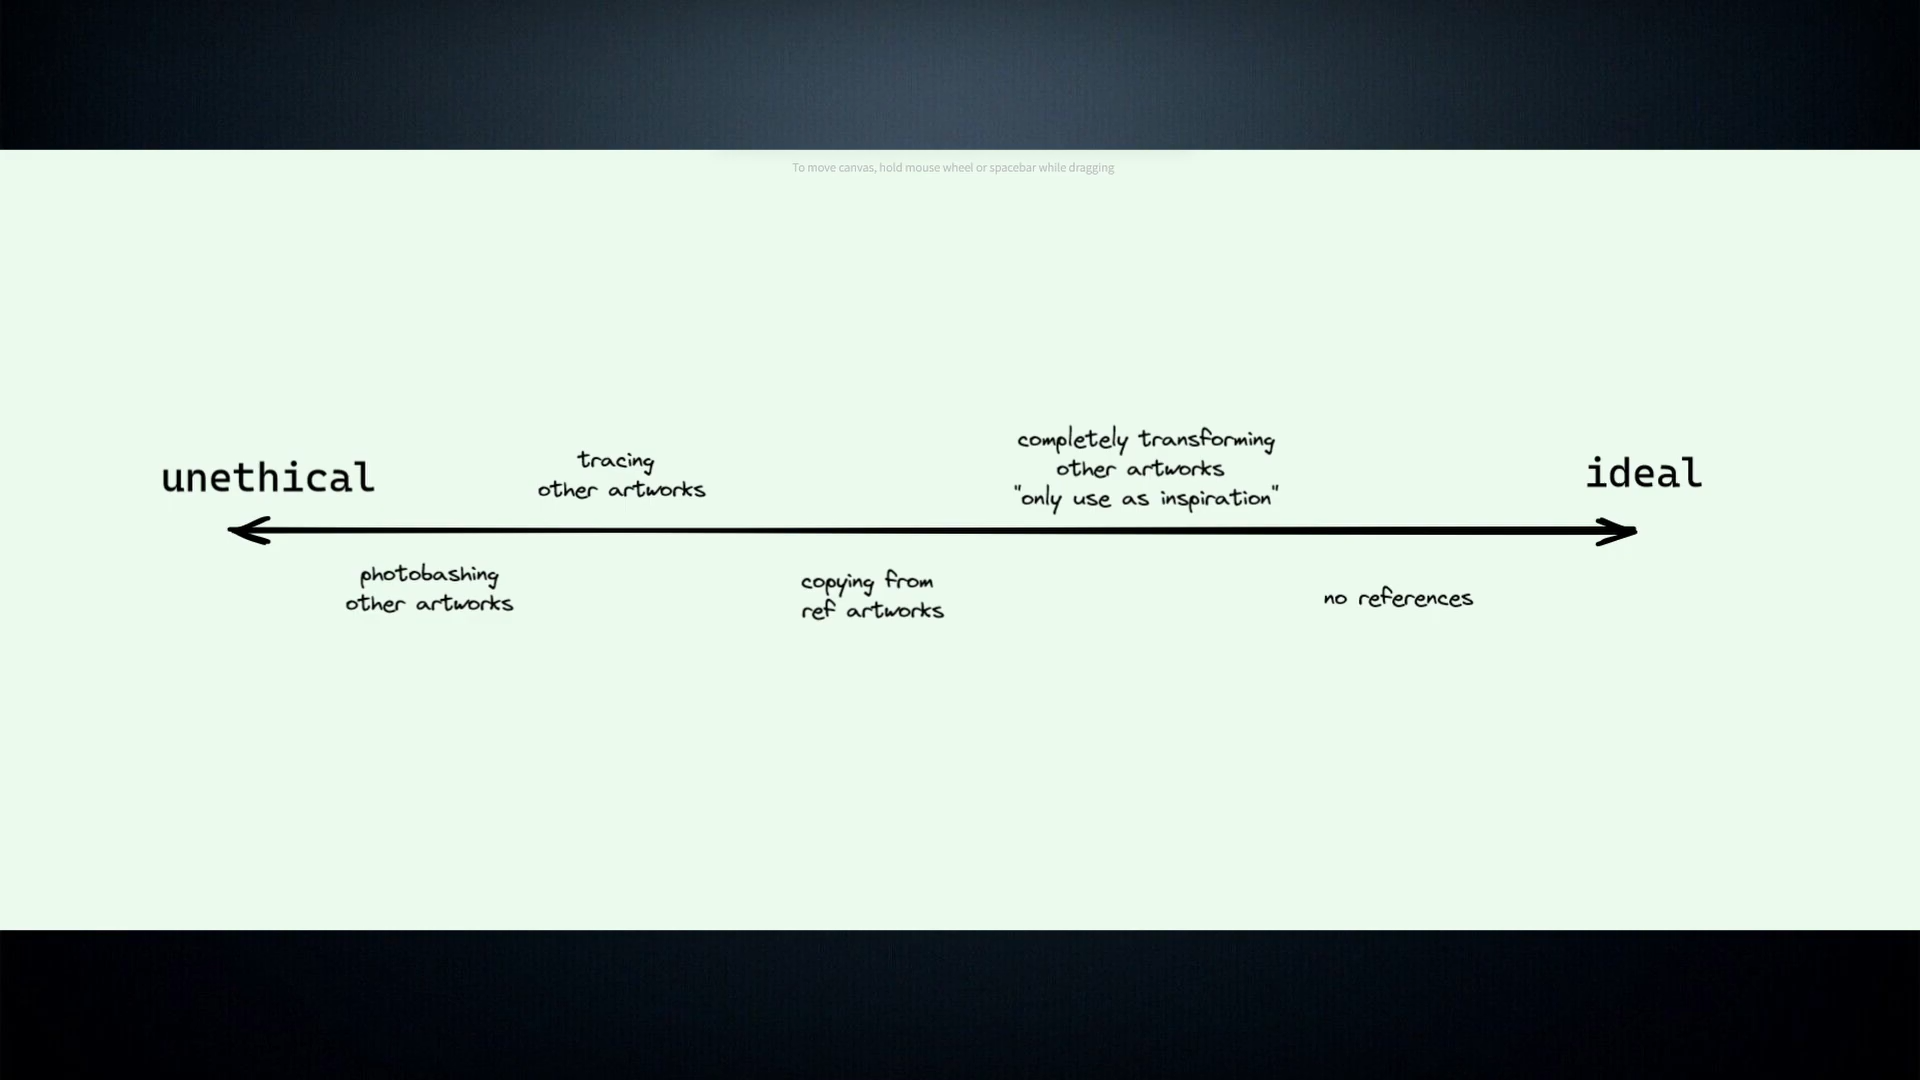 To move canvas, hold mouse wheel or spacebar while dragging
unethical
tracing
other artworks
completely transforming
other artworks
"only use as inspiration"
ideal
photobashing
other artworks
copying from
ref artworks
no references